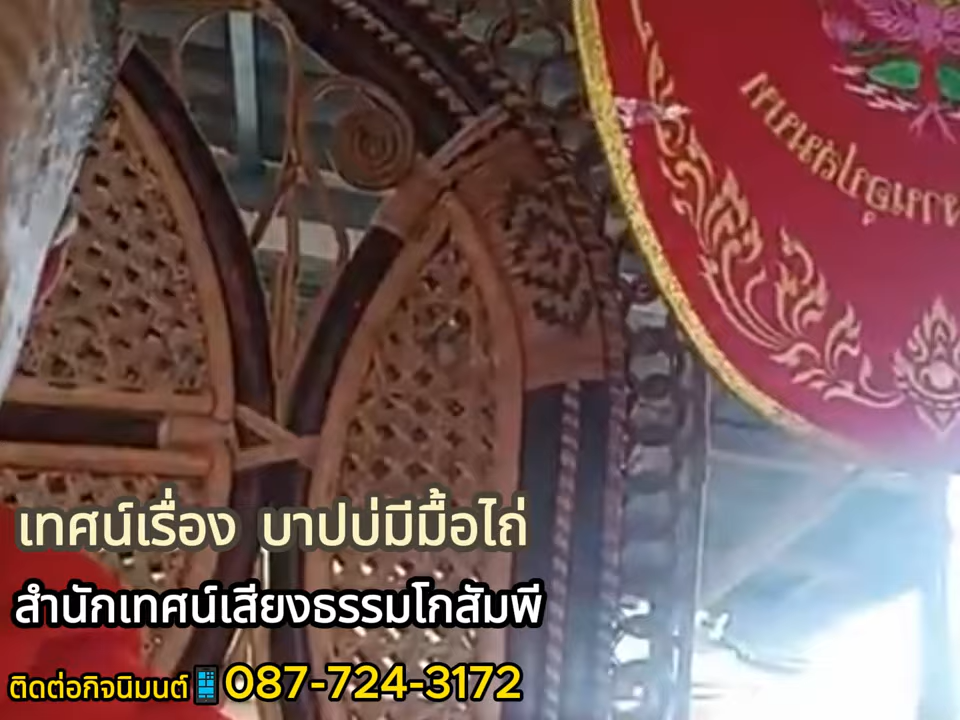 เทศน์เรื่อง บาปบ่มีมื้อไถ่
สำนักเทศน์เสียงธรรมโกสัมพี
ติดต่อกิจนิมนต์📱087-724-3172